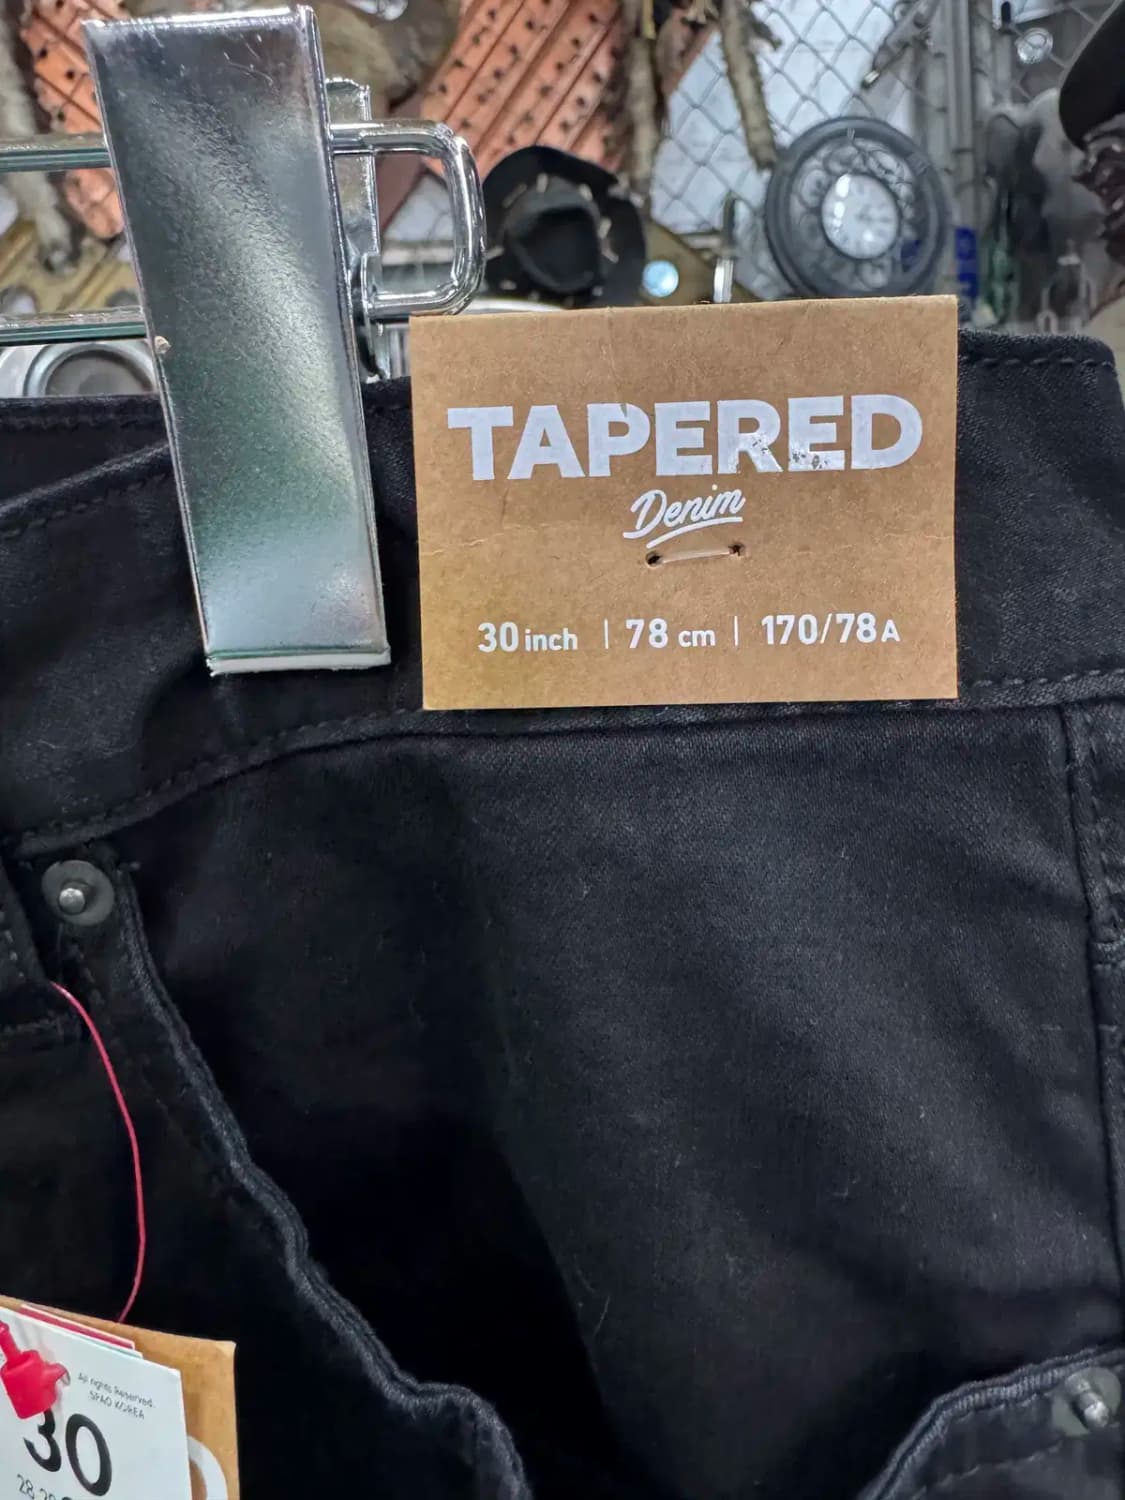 TAPERED
Denim
30 inch | 78 cm | 170/78A
All rights Reserved.
SPAO KOREA
30